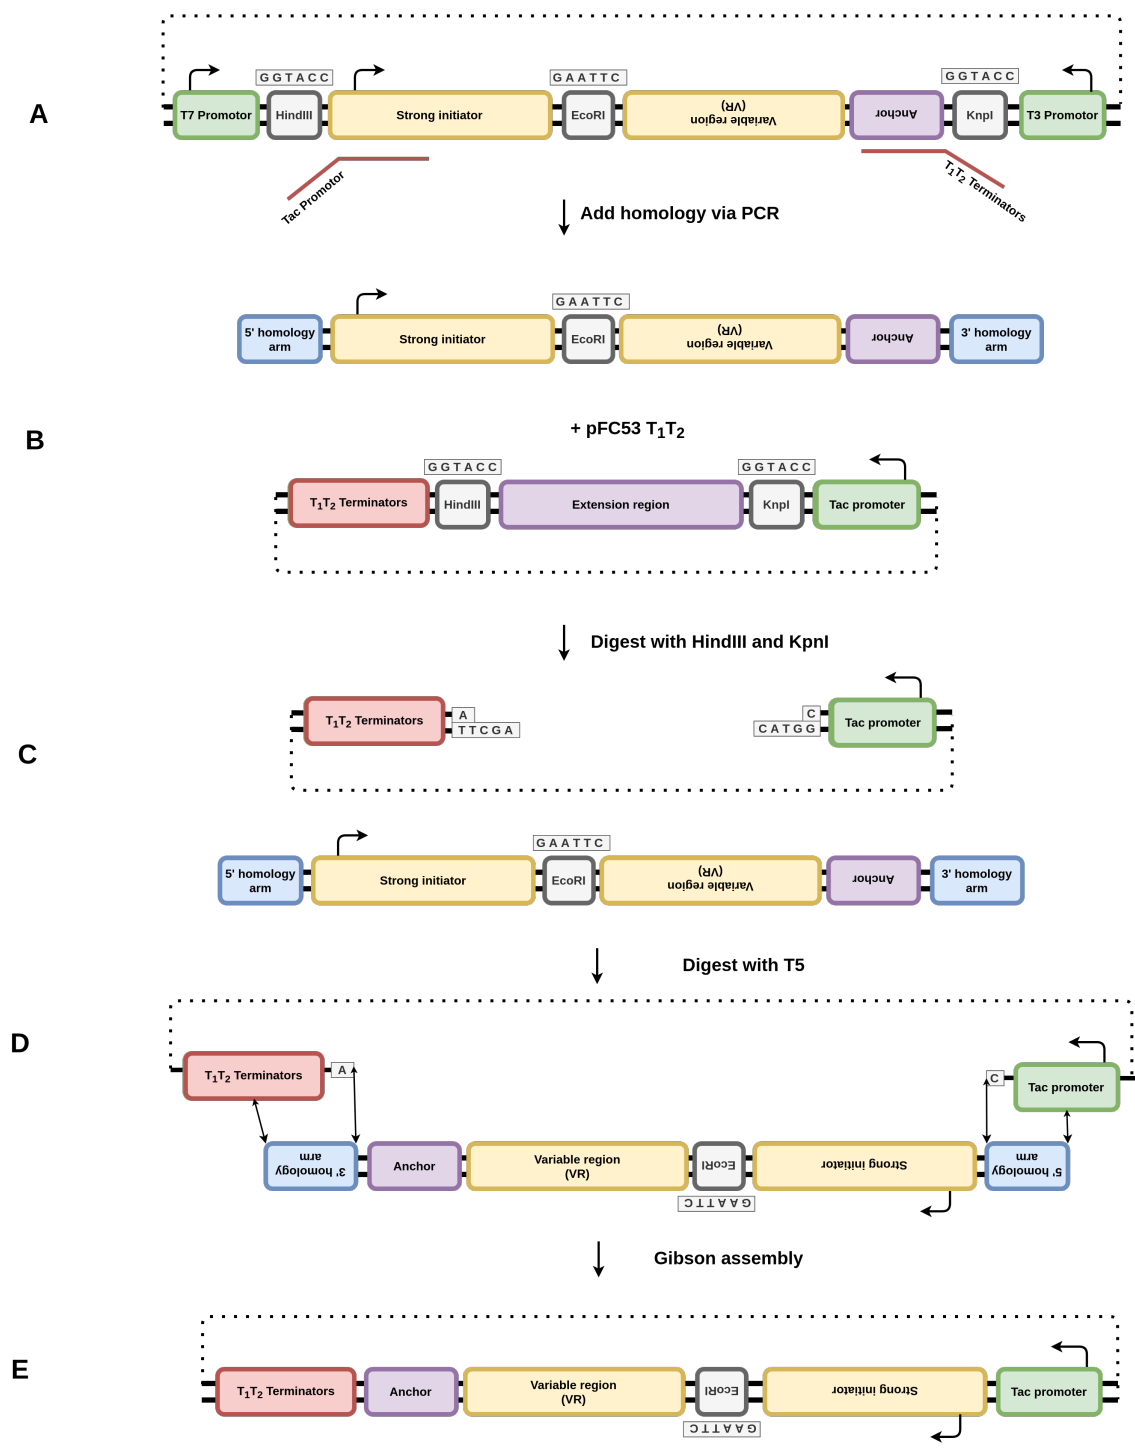 A
GGTACC
GAATTC
GGTACC
T7 Promotor
HindIII
Strong initiator
EcoRI
Variable region
(VR)
Anchor
KnpI
T3 Promotor
Tac Promotor
T1T2 Terminators
Add homology via PCR
GAATTC
5' homology
arm
Strong initiator
EcoRI
Variable region
(VR)
Anchor
3' homology
arm
B
+ pFC53 T1T2
GGTACC
GGTACC
T1T2 Terminators
HindIII
Extension region
KnpI
Tac promoter
Digest with HindIII and KpnI
C
T1T2 Terminators
A
TTCGA
C
CATGG
Tac promoter
GAATTC
5' homology
arm
Strong initiator
EcoRI
Variable region
(VR)
Anchor
3' homology
arm
Digest with T5
D
T1T2 Terminators
A
C
Tac promoter
3' homology
arm
Anchor
Variable region
(VR)
EcoRI
Strong initiator
5' homology
arm
GAATTC
Gibson assembly
E
T1T2 Terminators
Anchor
Variable region
(VR)
EcoRI
Strong initiator
Tac promoter
GAATTC